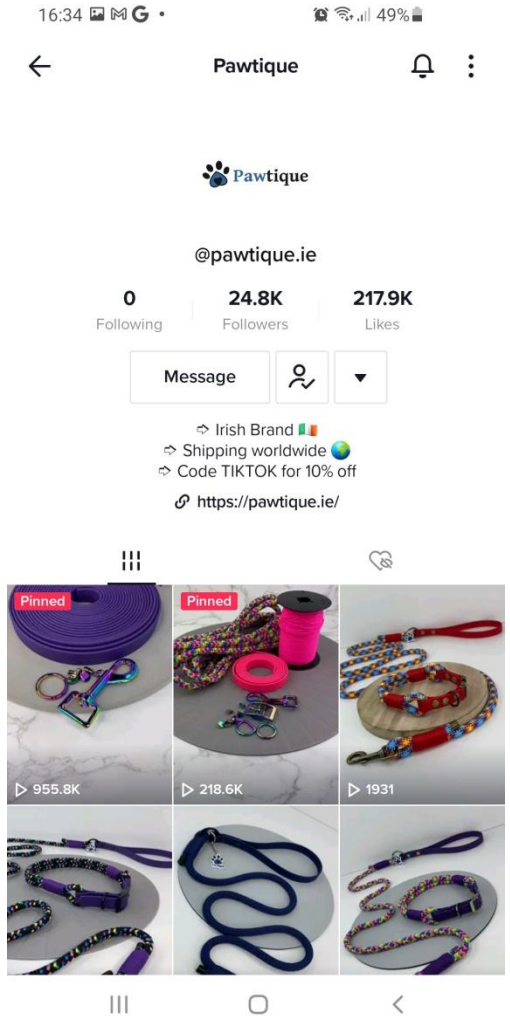 16:34 G • 49%
Pawtique
Pawtique
@pawtique.ie
0 24.8K 217.9K
Following Followers Likes
Message
➩ Irish Brand 🇮🇪
➩ Shipping worldwide 🌍
➩ Code TIKTOK for 10% off
https://pawtique.ie/
Pinned Pinned
955.8K 218.6K 1931